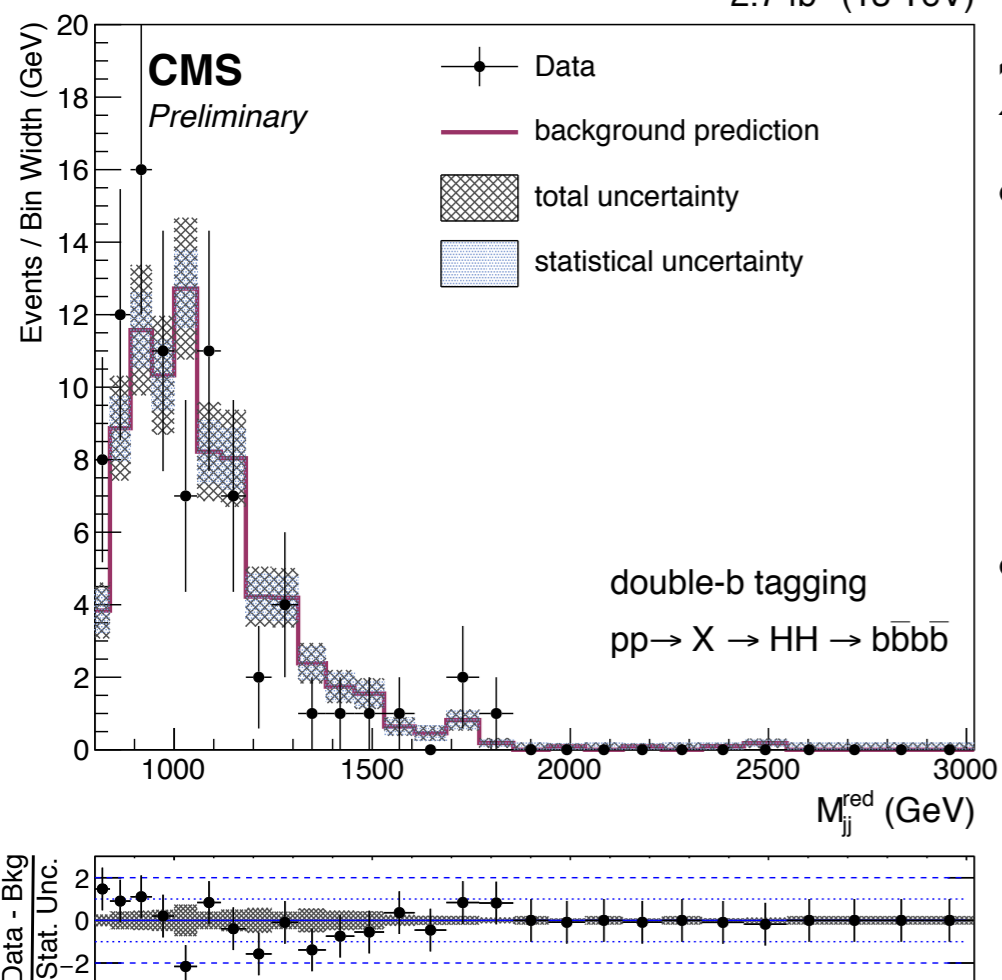 20
18
16
14
12
10
8
6
4
2
0
Events / Bin Width (GeV)
CMS
Preliminary
Data
background prediction
total uncertainty
statistical uncertainty
double-b tagging
pp→ X → HH → bb̅bb̅
1000 1500 2000 2500 3000
M_jj^red (GeV)
Data - Bkg
Stat. Unc.
2
0
−2